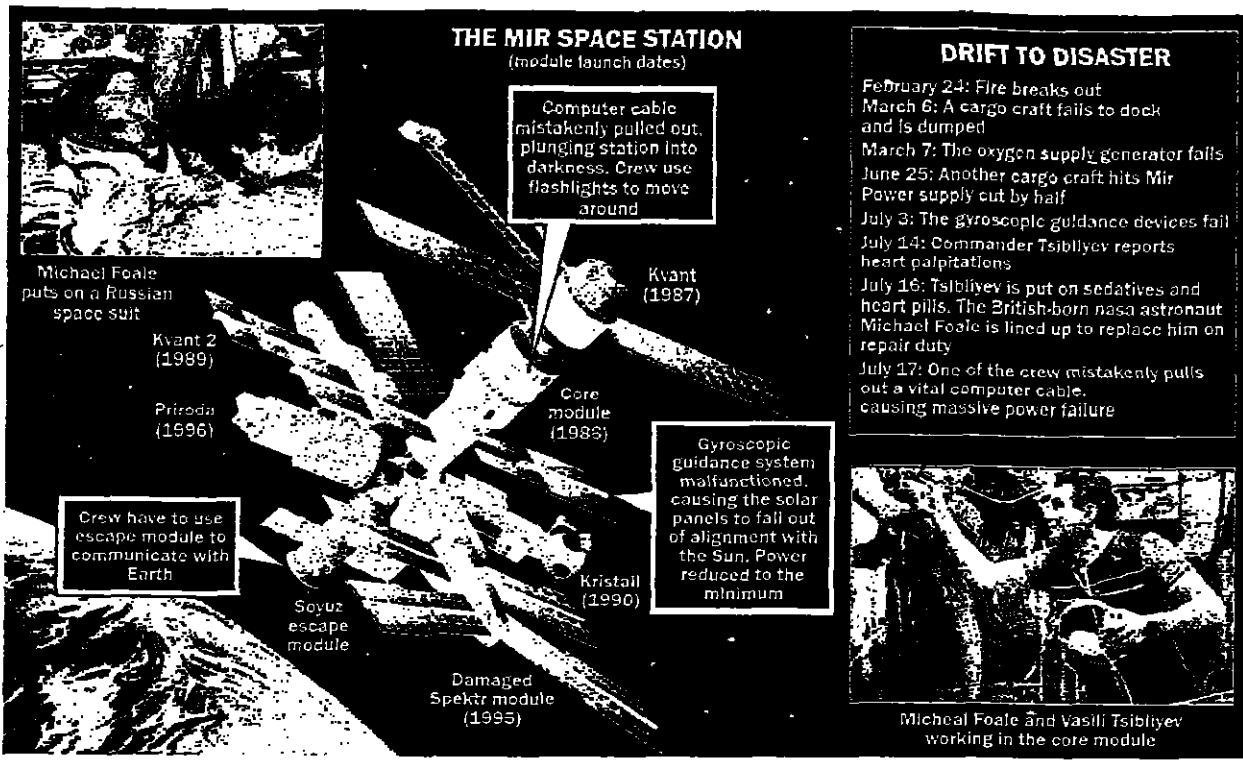 THE MIR SPACE STATION
(module launch dates)
Computer cable
mistakenly pulled out,
plunging station into
darkness. Crew use
flashlights to move
around
Michael Foale
puts on a Russian
space suit
Kvant
(1987)
Kvant 2
(1989)
Priroda
(1996)
Core
module
(1986)
Gyroscopic
guidance system
malfunctioned,
causing the solar
panels to fall out
of alignment with
the Sun. Power
reduced to the
minimum
Crew have to use
escape module to
communicate with
Earth
Soyuz
escape
module
Kristall
(1990)
Damaged
Spektr module
(1995)
DRIFT TO DISASTER
February 24: Fire breaks out
March 6: A cargo craft fails to dock
and is dumped
March 7: The oxygen supply generator fails
June 25: Another cargo craft hits Mir
Power supply cut by half
July 3: The gyroscopic guidance devices fail
July 14: Commander Tsibliyev reports
heart palpitations
July 16: Tsibliyev is put on sedatives and
heart pills. The British-born nasa astronaut
Michael Foale is lined up to replace him on
repair duty
July 17: One of the crew mistakenly pulls
out a vital computer cable,
causing massive power failure
Micheal Foale and Vasili Tsibliyev
working in the core module